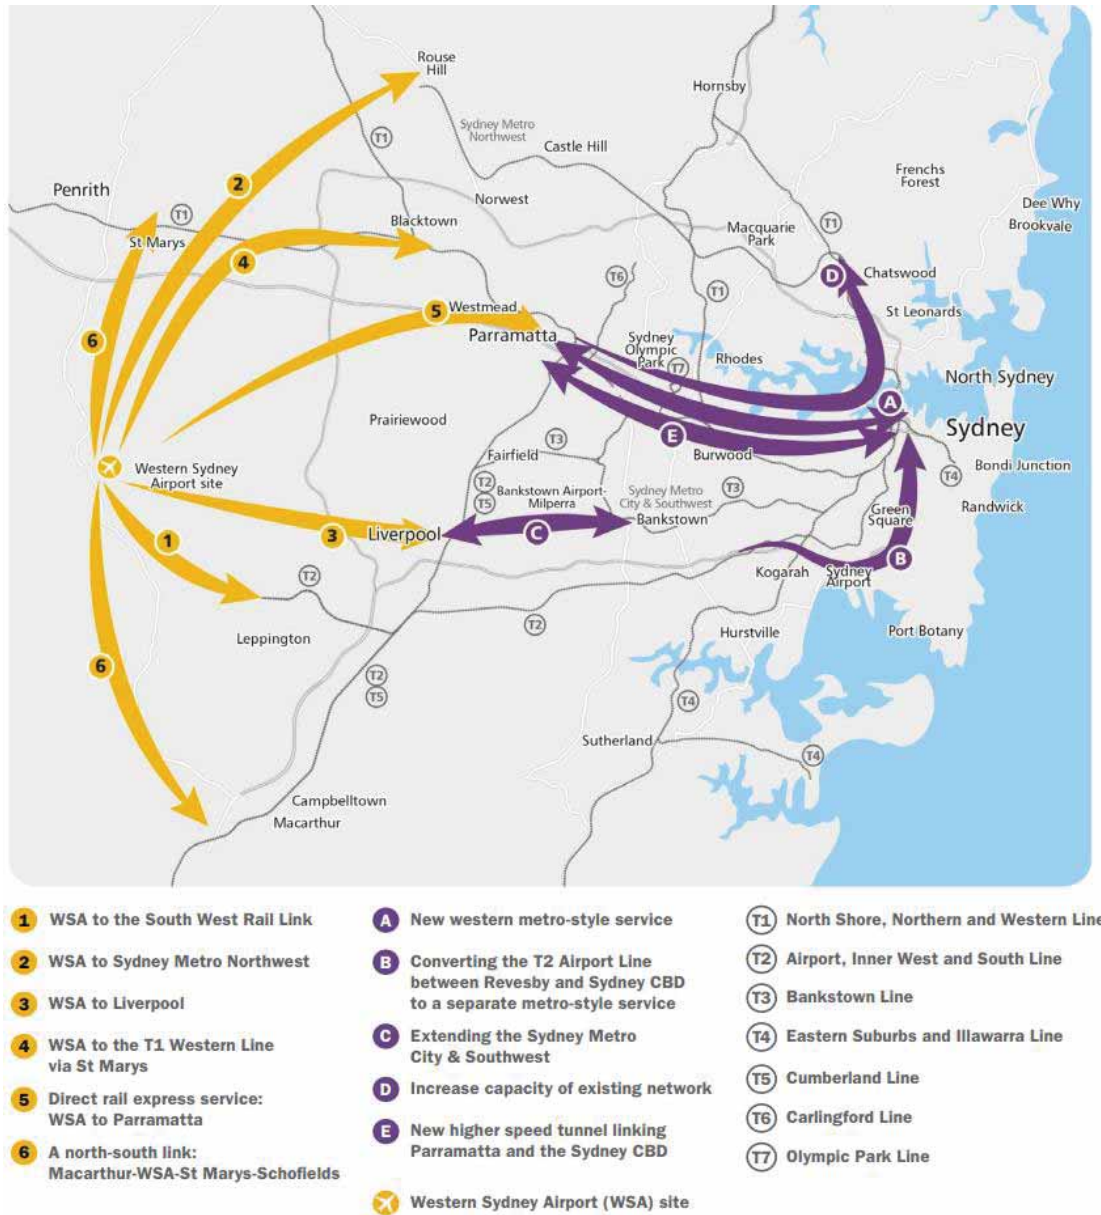 Rouse
Hill
Hornsby
T1
Sydney Metro
Northwest
Castle Hill
Frenchs
Forest
Penrith
2
Norwest
Dee Why
T1
St Marys
Blacktown
Macquarie
Park
T1
Brookvale
4
T6
D
Chatswood
T1
5
Westmead
St Leonards
6
Parramatta
Sydney
Olympic
Park
T7
Rhodes
North Sydney
A
Prairiewood
E
Sydney
T3
Fairfield
Burwood
Western Sydney
Airport site
T2
T5
Bankstown Airport-
Milperra
Sydney Metro
City & Southwest
T3
T4
Bondi Junction
Randwick
Green
Square
Bankstown
1
3
Liverpool
C
B
T2
Kogarah
Sydney
Airport
Leppington
T2
Hurstville
Port Botany
6
T2
T5
T4
Sutherland
T4
Campbelltown
Macarthur
1 WSA to the South West Rail Link
2 WSA to Sydney Metro Northwest
3 WSA to Liverpool
4 WSA to the T1 Western Line
via St Marys
5 Direct rail express service:
WSA to Parramatta
6 A north-south link:
Macarthur-WSA-St Marys-Schofields
A New western metro-style service
B Converting the T2 Airport Line
between Revesby and Sydney CBD
to a separate metro-style service
C Extending the Sydney Metro
City & Southwest
D Increase capacity of existing network
E New higher speed tunnel linking
Parramatta and the Sydney CBD
Western Sydney Airport (WSA) site
T1 North Shore, Northern and Western Line
T2 Airport, Inner West and South Line
T3 Bankstown Line
T4 Eastern Suburbs and Illawarra Line
T5 Cumberland Line
T6 Carlingford Line
T7 Olympic Park Line